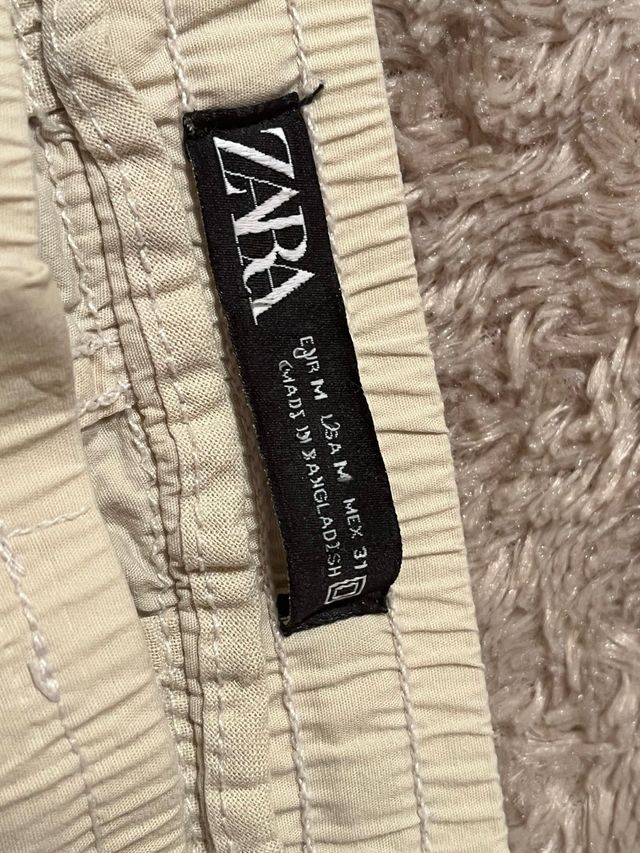 ZARA
EUR M USA M MEX 31
MADE IN BANGLADESH